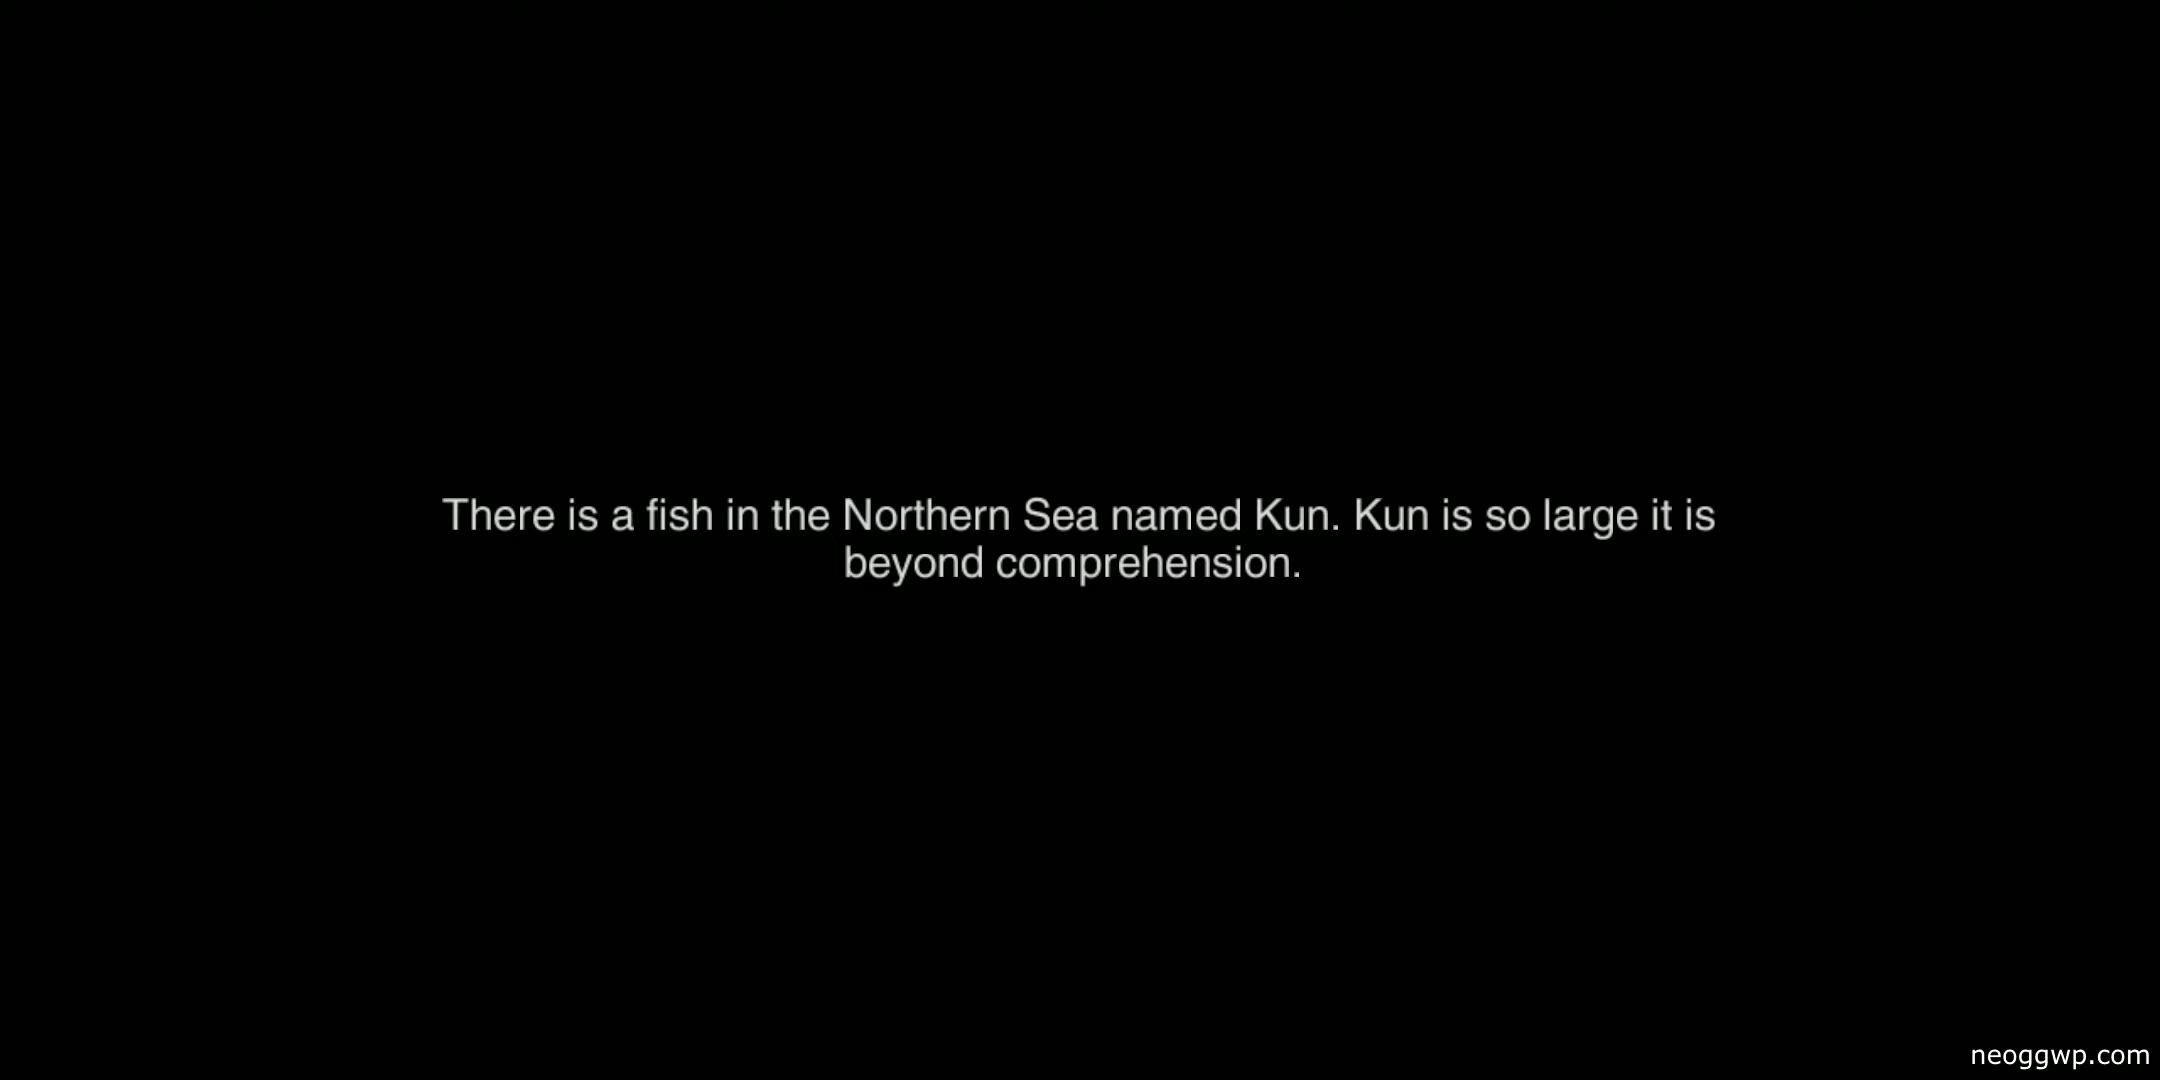 There is a fish in the Northern Sea named Kun. Kun is so large it is
beyond comprehension.
neoggwp.com